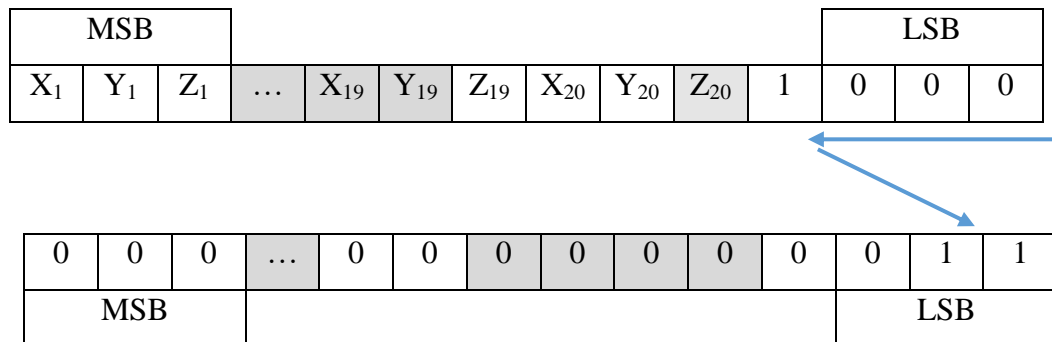 MSB LSB
X₁ Y₁ Z₁ … X₁₉ Y₁₉ Z₁₉ X₂₀ Y₂₀ Z₂₀ 1 0 0 0
0 0 0 … 0 0 0 0 0 0 0 0 1 1
MSB LSB